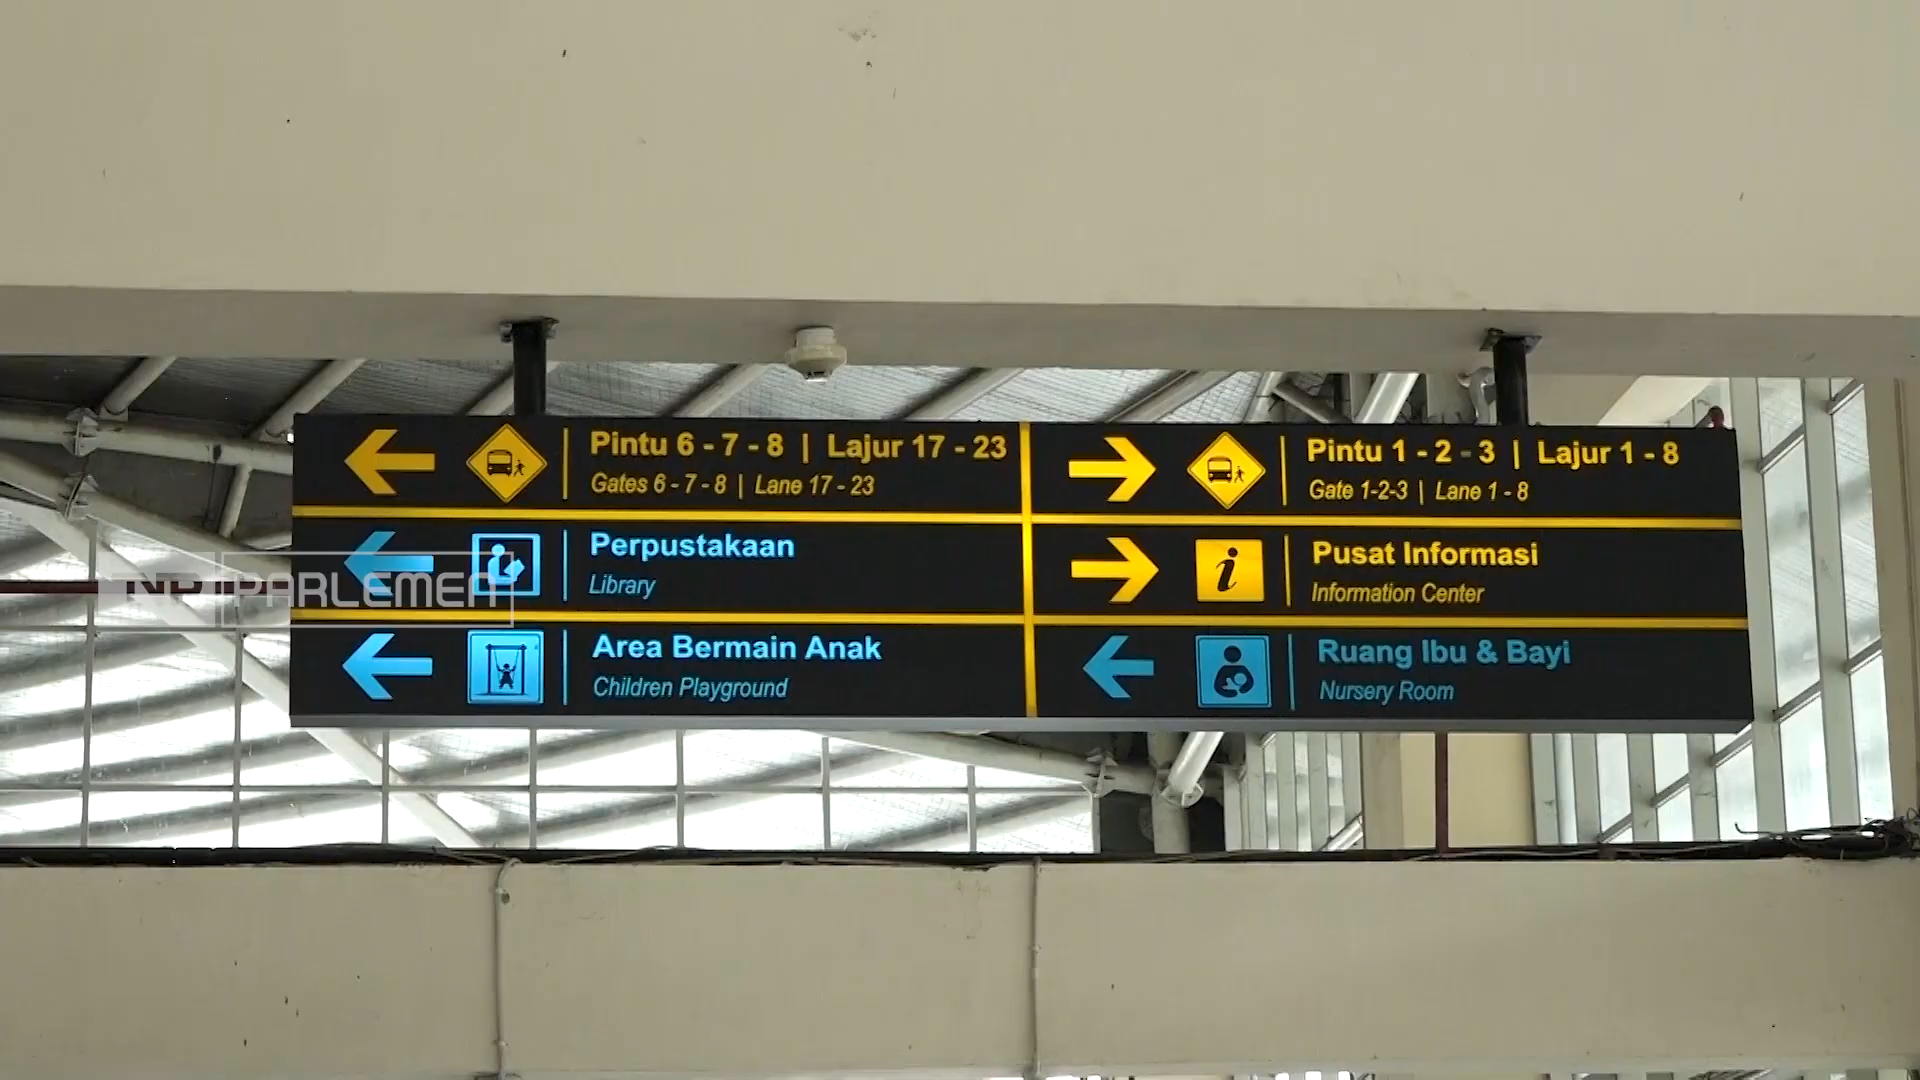 Pintu 6 - 7 - 8 | Lajur 17 - 23
Gates 6 - 7 - 8 | Lane 17 - 23
Perpustakaan
Library
Area Bermain Anak
Children Playground
Pintu 1 - 2 - 3 | Lajur 1 - 8
Gate 1-2-3 | Lane 1 - 8
i
Pusat Informasi
Information Center
Ruang Ibu & Bayi
Nursery Room
PARLEMEN